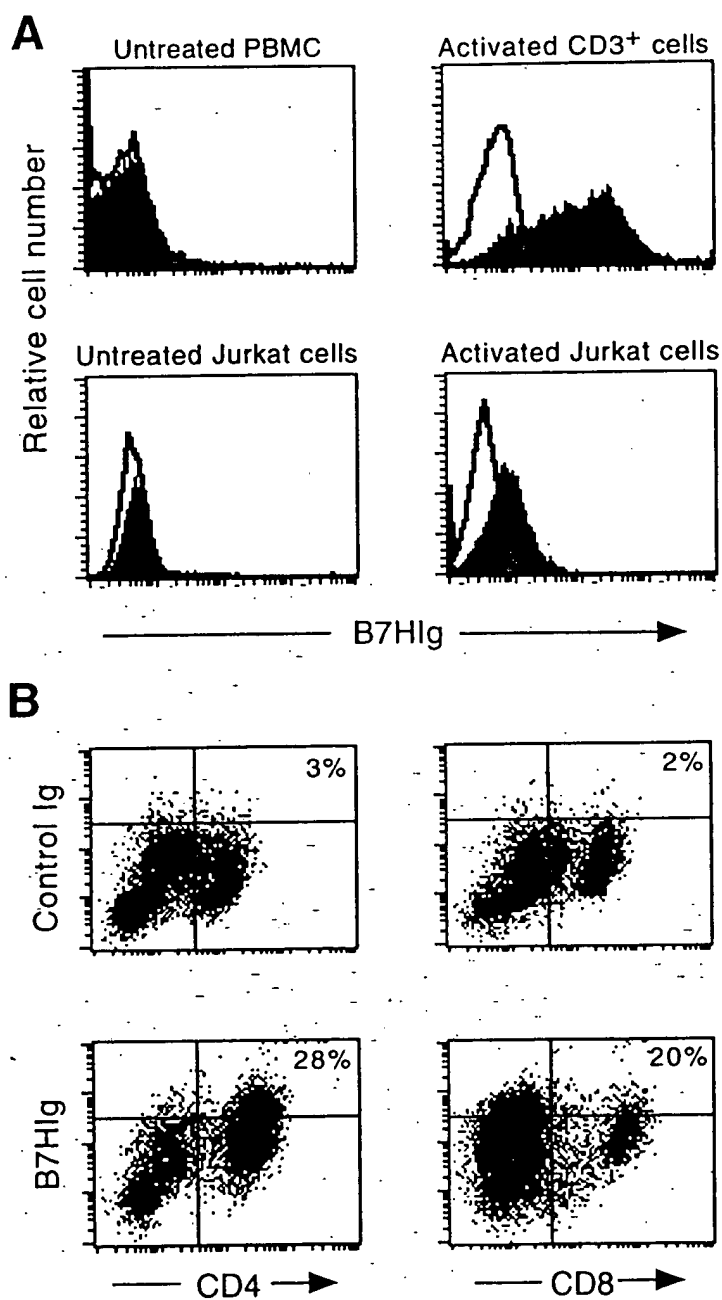 A
Untreated PBMC
Activated CD3+ cells
Relative cell number
Untreated Jurkat cells
Activated Jurkat cells
B7HIg
B
Control Ig
3%
2%
B7HIg
28%
20%
CD4
CD8